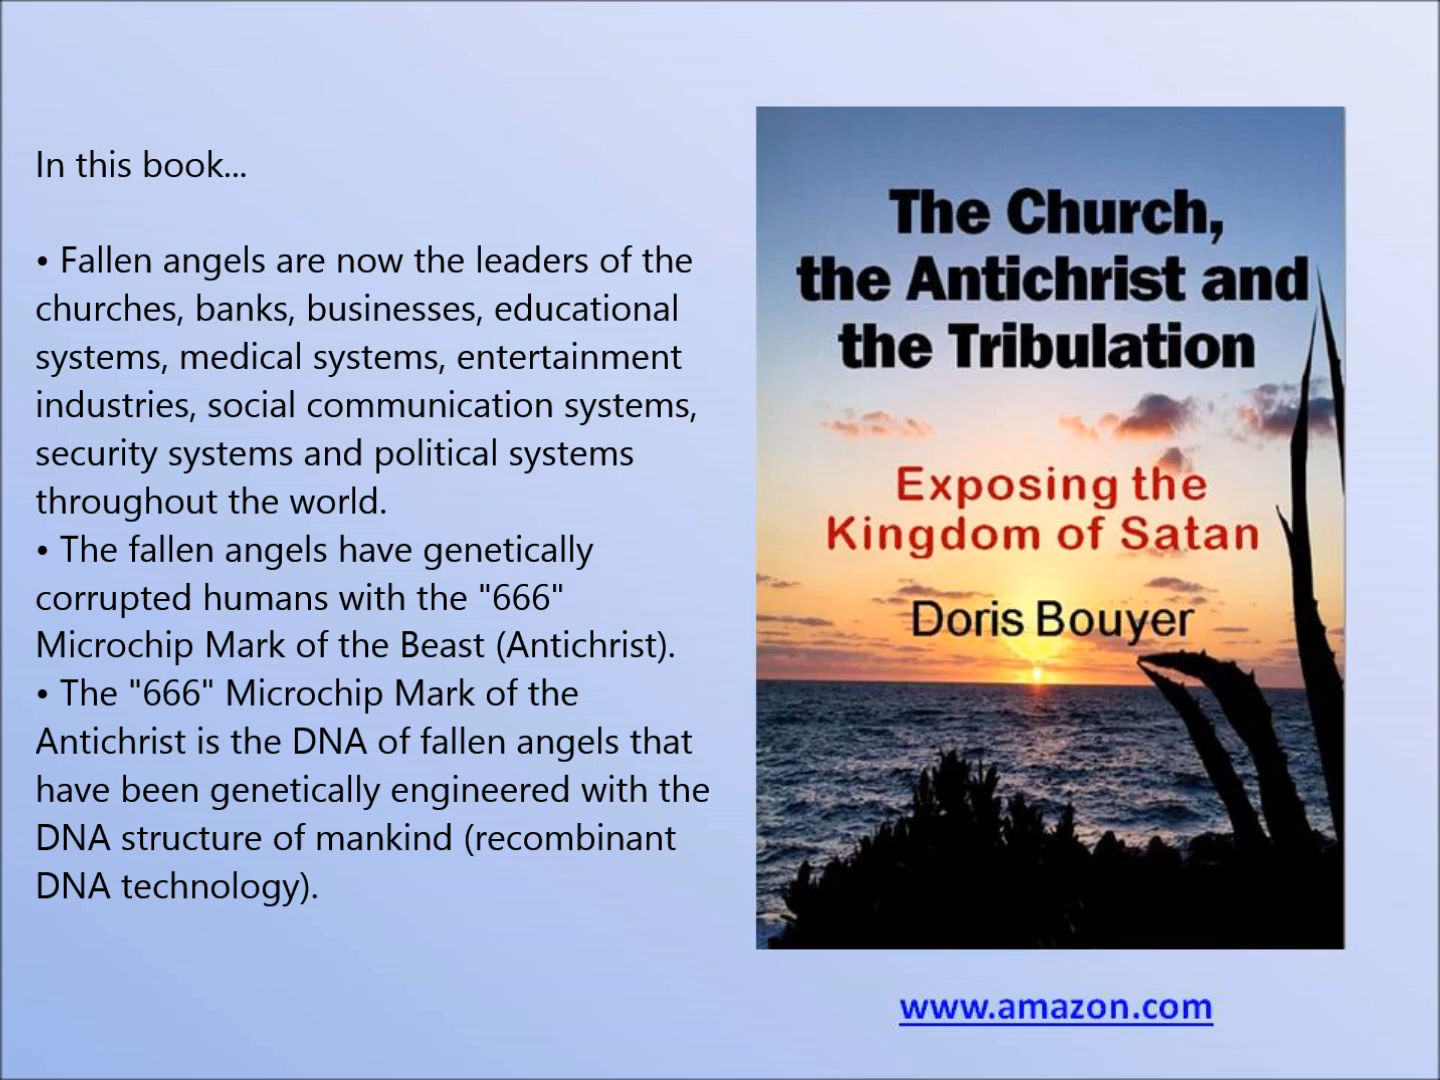 In this book...
• Fallen angels are now the leaders of the
churches, banks, businesses, educational
systems, medical systems, entertainment
industries, social communication systems,
security systems and political systems
throughout the world.
• The fallen angels have genetically
corrupted humans with the "666"
Microchip Mark of the Beast (Antichrist).
• The "666" Microchip Mark of the
Antichrist is the DNA of fallen angels that
have been genetically engineered with the
DNA structure of mankind (recombinant
DNA technology).
The Church,
the Antichrist and
the Tribulation
Exposing the
Kingdom of Satan
Doris Bouyer
www.amazon.com